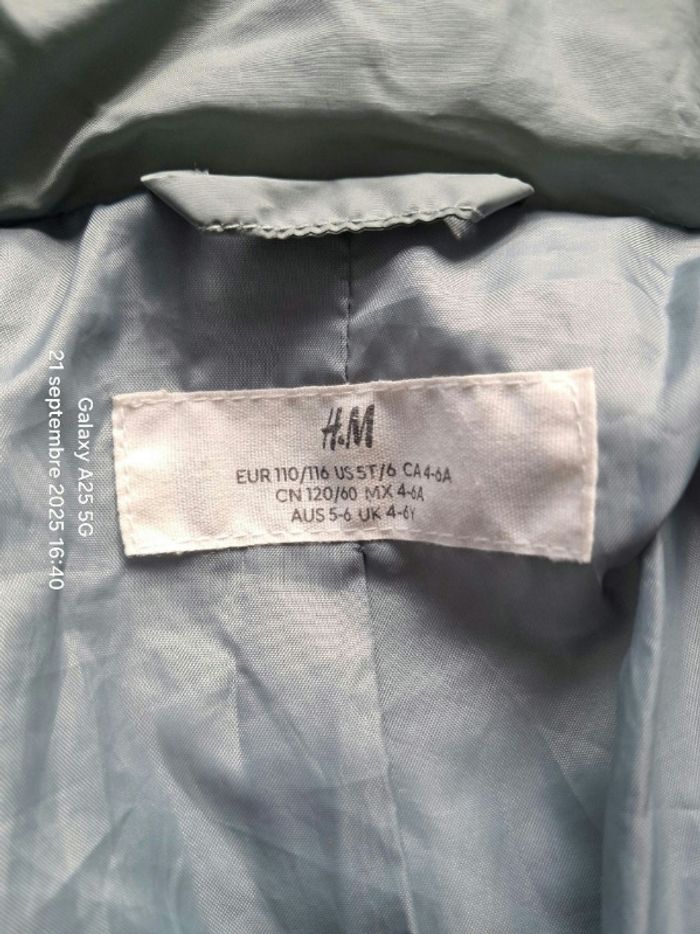 H&M
EUR 110/116 US 5T/6 CA 4-6A
CN 120/60 MX 4-6A
AUS 5-6 UK 4-6Y
Galaxy A25 5G
21 septembre 2025 16:40